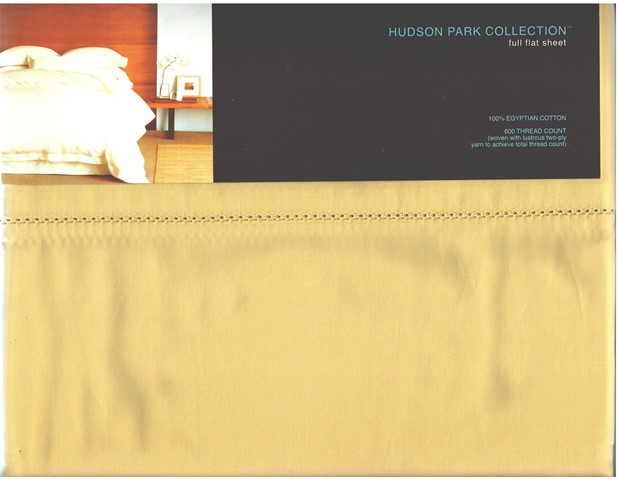 HUDSON PARK COLLECTION™
full flat sheet
100% EGYPTIAN COTTON
600 THREAD COUNT
(woven with lustrous two-ply
yarn to achieve total thread count)